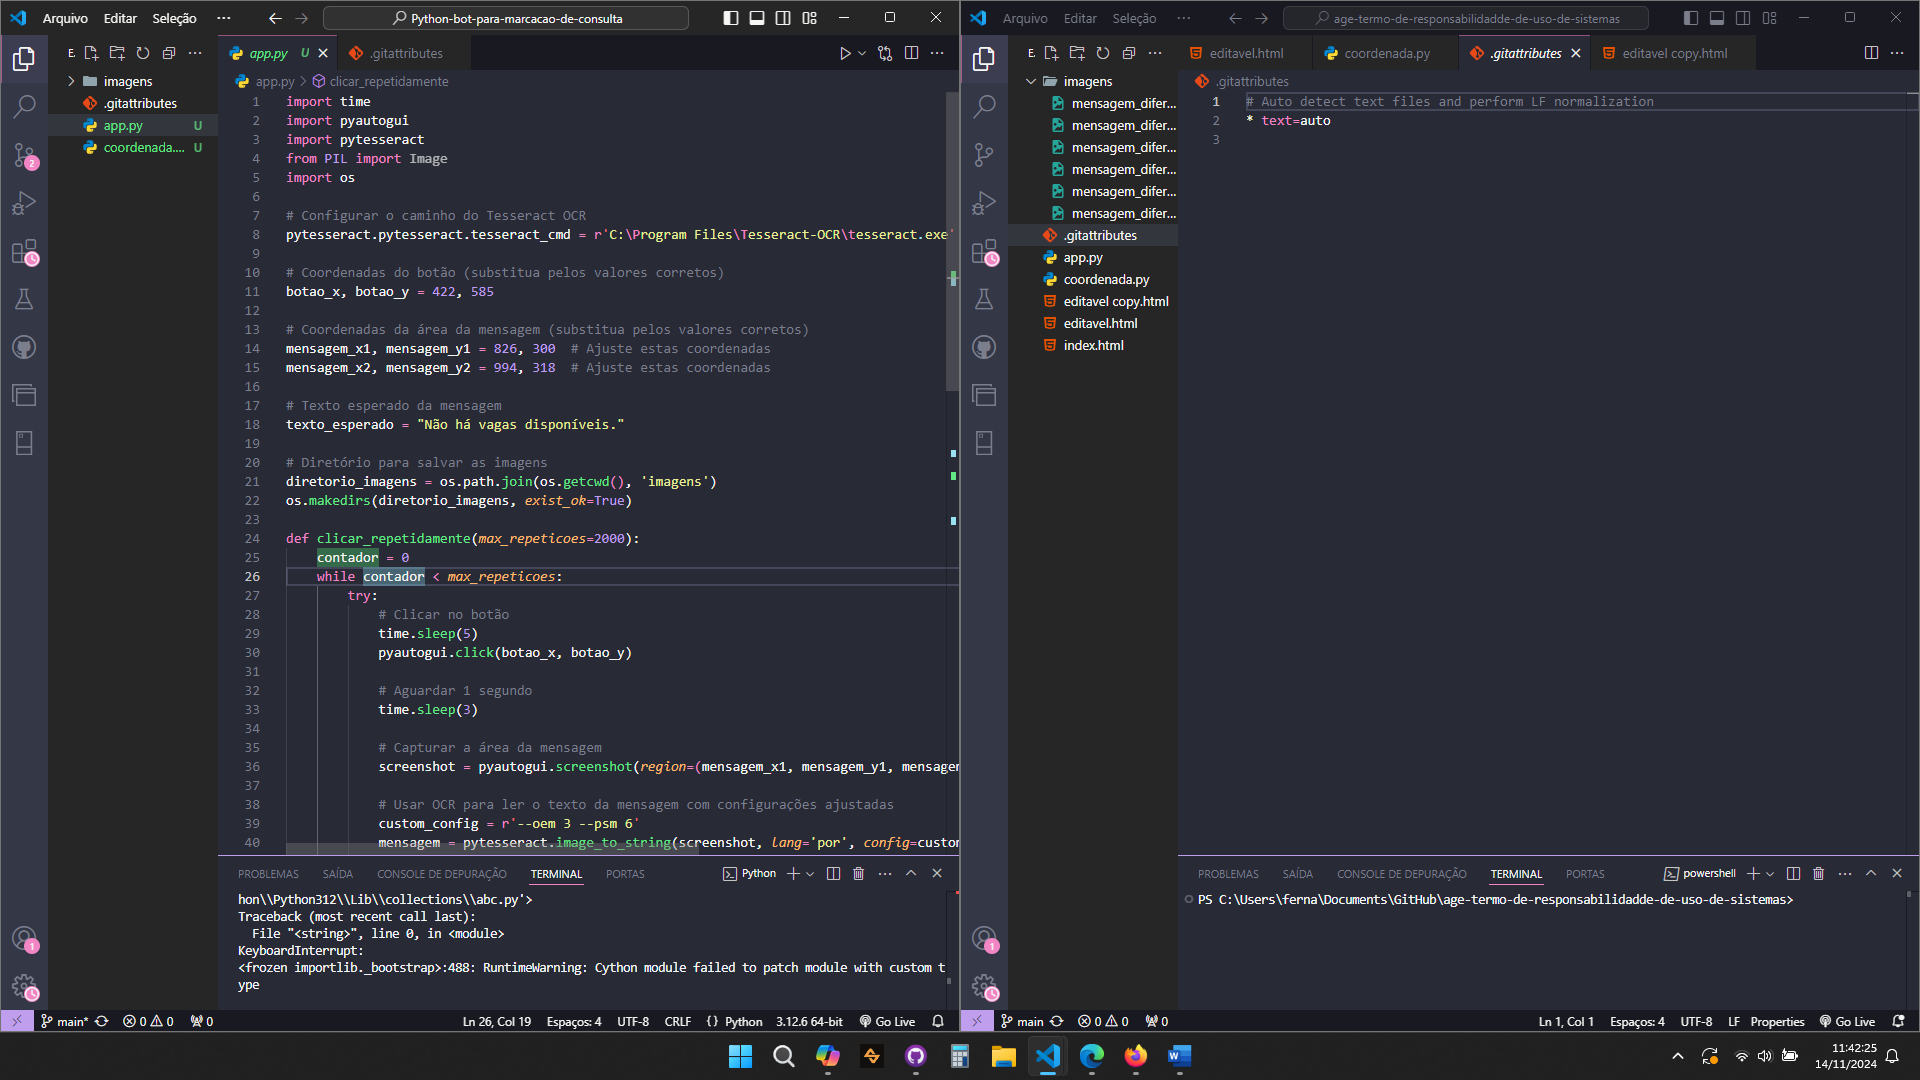 Arquivo Editar Seleção ···
Python-bot-para-marcacao-de-consulta
E.
imagens
.gitattributes
app.py U
coordenada.... U
2
1
app.py U
.gitattributes
app.py > clicar_repetidamente
1 import time
2 import pyautogui
3 import pytesseract
4 from PIL import Image
5 import os
6
7 # Configurar o caminho do Tesseract OCR
8 pytesseract.pytesseract.tesseract_cmd = r'C:\Program Files\Tesseract-OCR\tesseract.exe'
9
10 # Coordenadas do botão (substitua pelos valores corretos)
11 botao_x, botao_y = 422, 585
12
13 # Coordenadas da área da mensagem (substitua pelos valores corretos)
14 mensagem_x1, mensagem_y1 = 826, 300  # Ajuste estas coordenadas
15 mensagem_x2, mensagem_y2 = 994, 318  # Ajuste estas coordenadas
16
17 # Texto esperado da mensagem
18 texto_esperado = "Não há vagas disponíveis."
19
20 # Diretório para salvar as imagens
21 diretorio_imagens = os.path.join(os.getcwd(), 'imagens')
22 os.makedirs(diretorio_imagens, exist_ok=True)
23
24 def clicar_repetidamente(max_repeticoes=2000):
25 contador = 0
26 while contador < max_repeticoes:
27 try:
28 # Clicar no botão
29 time.sleep(5)
30 pyautogui.click(botao_x, botao_y)
31
32 # Aguardar 1 segundo
33 time.sleep(3)
34
35 # Capturar a área da mensagem
36 screenshot = pyautogui.screenshot(region=(mensagem_x1, mensagem_y1, mensagem
37
38 # Usar OCR para ler o texto da mensagem com configurações ajustadas
39 custom_config = r'--oem 3 --psm 6'
40 mensagem = pytesseract.image_to_string(screenshot, lang='por', config=custom
PROBLEMAS SAÍDA CONSOLE DE DEPURAÇÃO TERMINAL PORTAS Python
hon\\Python312\\Lib\\collections\\abc.py'>
Traceback (most recent call last):
File "<string>", line 0, in <module>
KeyboardInterrupt:
<frozen importlib._bootstrap>:488: RuntimeWarning: Cython module failed to patch module with custom t
ype
main* 0 0 0 Ln 26, Col 19 Espaços: 4 UTF-8 CRLF Python 3.12.6 64-bit Go Live
Arquivo Editar Seleção ···
age-termo-de-responsabilidadde-de-uso-de-sistemas
E.
imagens
mensagem_difer...
mensagem_difer...
mensagem_difer...
mensagem_difer...
mensagem_difer...
mensagem_difer...
.gitattributes
app.py
coordenada.py
editavel copy.html
editavel.html
index.html
1
editavel.html
coordenada.py
.gitattributes
editavel copy.html
.gitattributes
1 # Auto detect text files and perform LF normalization
2 * text=auto
3
PROBLEMAS SAÍDA CONSOLE DE DEPURAÇÃO TERMINAL PORTAS powershell
PS C:\Users\ferna\Documents\GitHub\age-termo-de-responsabilidadde-de-uso-de-sistemas>
main 0 0 0 Ln 1, Col 1 Espaços: 4 UTF-8 LF Properties Go Live
11:42:25
14/11/2024